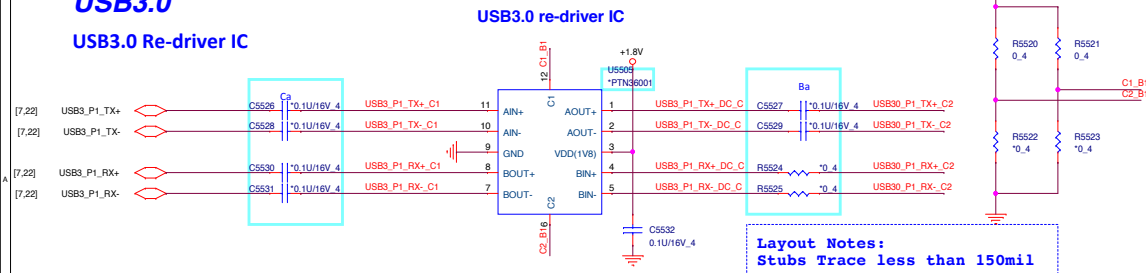 USB3.0
USB3.0 re-driver IC
USB3.0 Re-driver IC
R5520
0_4
R5521
0_4
C1_B1
12
+1.8V
U5509
*PTN36001
C1_B
C2_B
Ca
Ba
[7,22] USB3_P1_TX+ C5526 *0.1U/16V_4 USB3_P1_TX+_C1 11 AIN+ C1 AOUT+ 1 USB3_P1_TX+_DC_C C5527 *0.1U/16V_4 USB30_P1_TX+_C2
[7,22] USB3_P1_TX- C5528 *0.1U/16V_4 USB3_P1_TX-_C1 10 AIN- AOUT- 2 USB3_P1_TX-_DC_C C5529 *0.1U/16V_4 USB30_P1_TX-_C2
9 GND VDD(1V8) 3
R5522
*0_4
R5523
*0_4
[7,22] USB3_P1_RX+ C5530 *0.1U/16V_4 USB3_P1_RX+_C1 8 BOUT+ BIN+ 4 USB3_P1_RX+_DC_C R5524 *0_4 USB30_P1_RX+_C2
A
[7,22] USB3_P1_RX- C5531 *0.1U/16V_4 USB3_P1_RX-_C1 7 BOUT- C2 BIN- 5 USB3_P1_RX-_DC_C R5525 *0_4 USB30_P1_RX-_C2
C2_B1
6
C5532
0.1U/16V_4
Layout Notes:
Stubs Trace less than 150mil